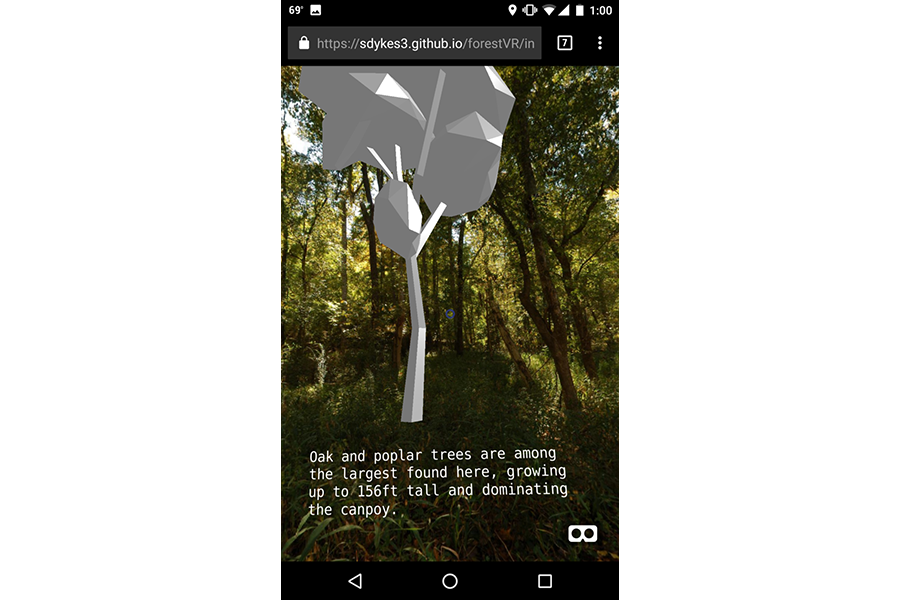 69° 1:00
https://sdykes3.github.io/forestVR/in 7
Oak and poplar trees are among
the largest found here, growing
up to 156ft tall and dominating
the canpoy.